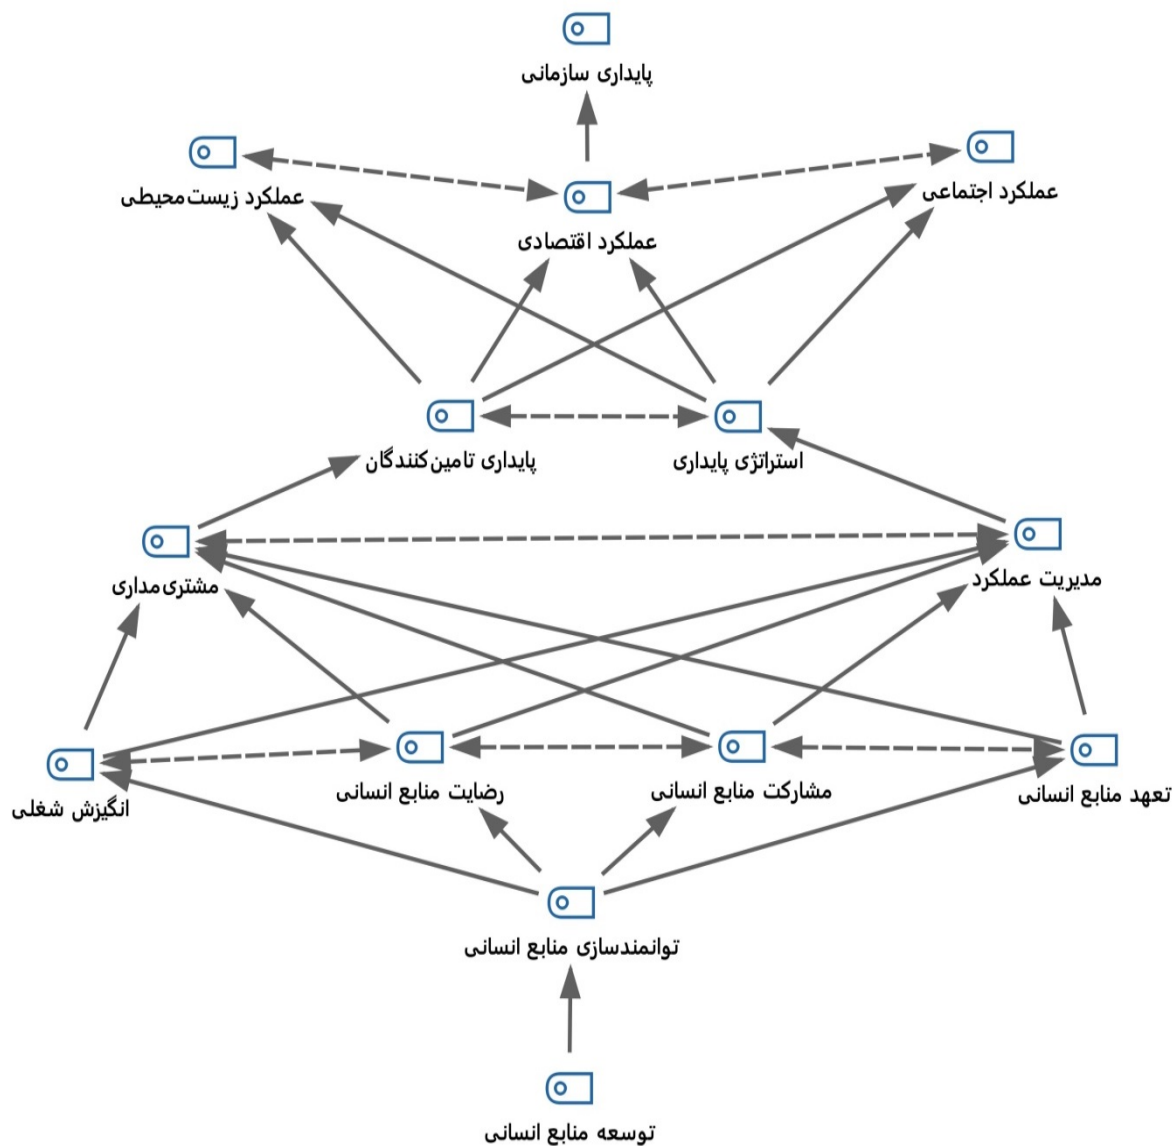 پایداری سازمانی
عملکرد اجتماعی
عملکرد زیست‌محیطی
عملکرد اقتصادی
استراتژی پایداری
پایداری تامین‌کنندگان
مدیریت عملکرد
مشتری‌مداری
تعهد منابع انسانی
مشارکت منابع انسانی
رضایت منابع انسانی
انگیزش شغلی
توانمندسازی منابع انسانی
توسعه منابع انسانی